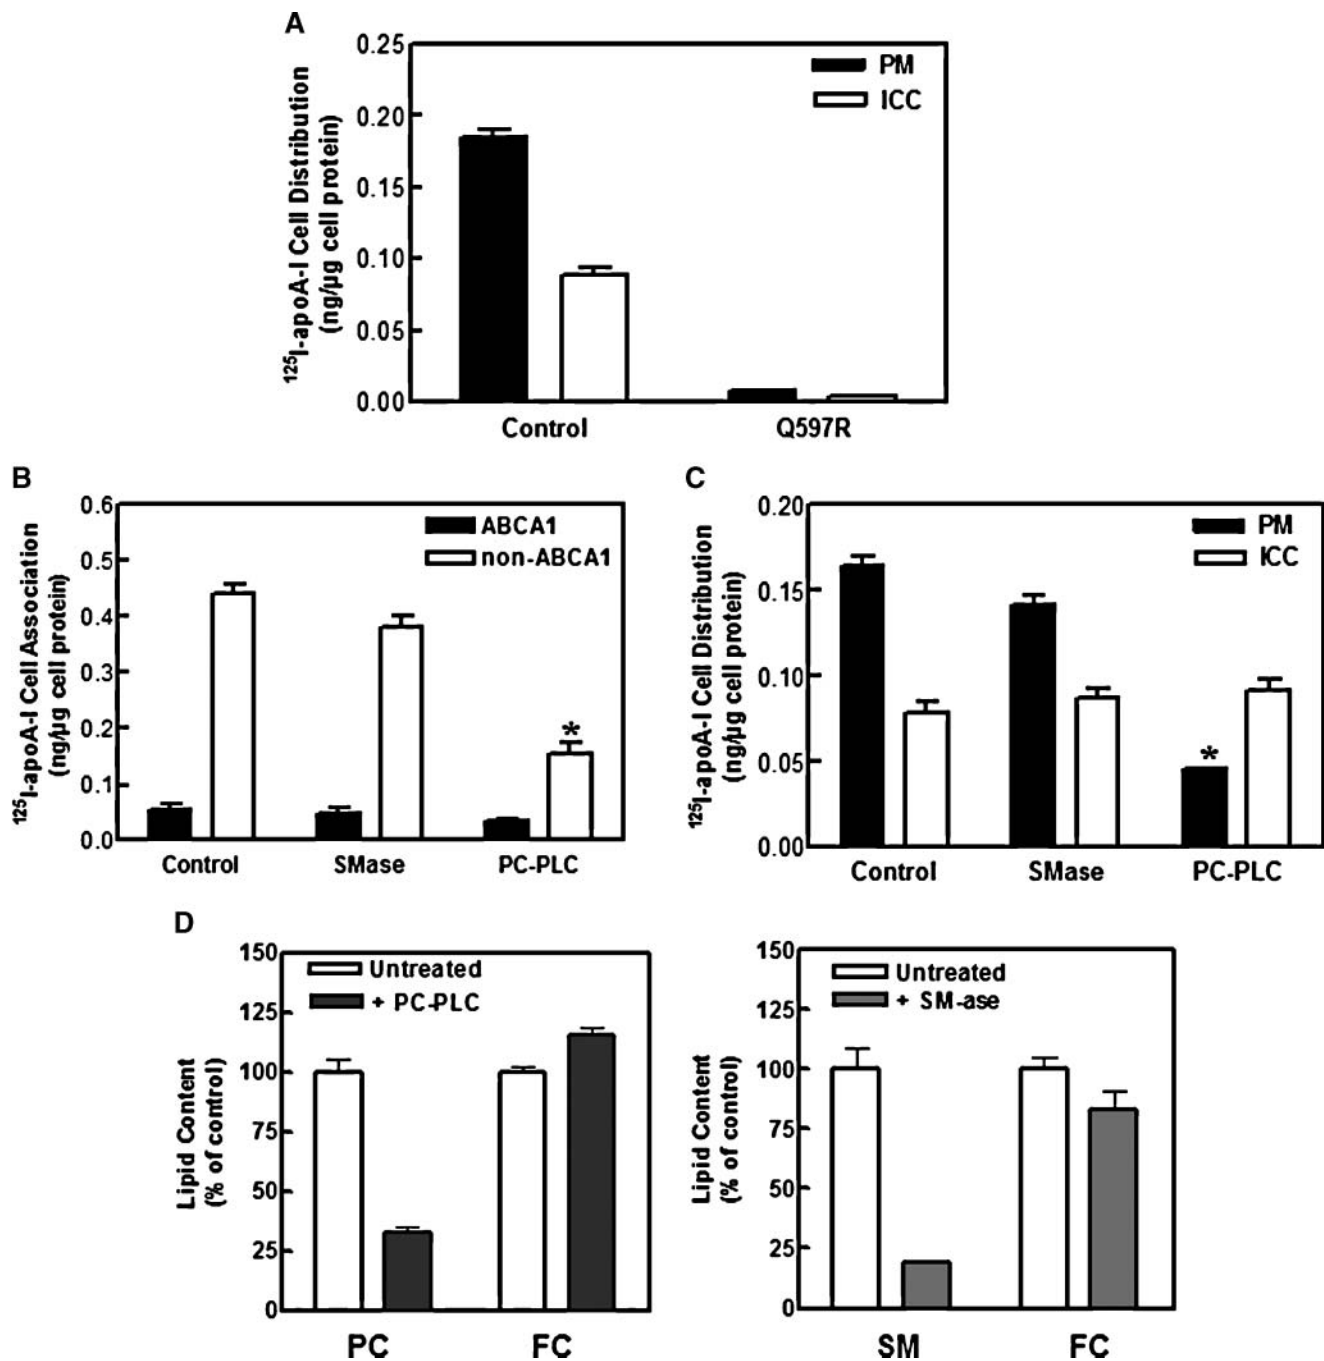 A
¹²⁵I-apoA-I Cell Distribution
(ng/µg cell protein)
0.25
0.20
0.15
0.10
0.05
0.00
PM
ICC
Control
Q597R
B
¹²⁵I-apoA-I Cell Association
(ng/µg cell protein)
0.6
0.5
0.4
0.3
0.2
0.1
0.0
ABCA1
non-ABCA1
*
Control
SMase
PC-PLC
C
¹²⁵I-apoA-I Cell Distribution
(ng/µg cell protein)
0.20
0.15
0.10
0.05
0.00
PM
ICC
*
Control
SMase
PC-PLC
D
Lipid Content
(% of control)
150
125
100
75
50
25
0
Untreated
+ PC-PLC
PC
FC
Lipid Content
(% of control)
150
125
100
75
50
25
0
Untreated
+ SM-ase
SM
FC